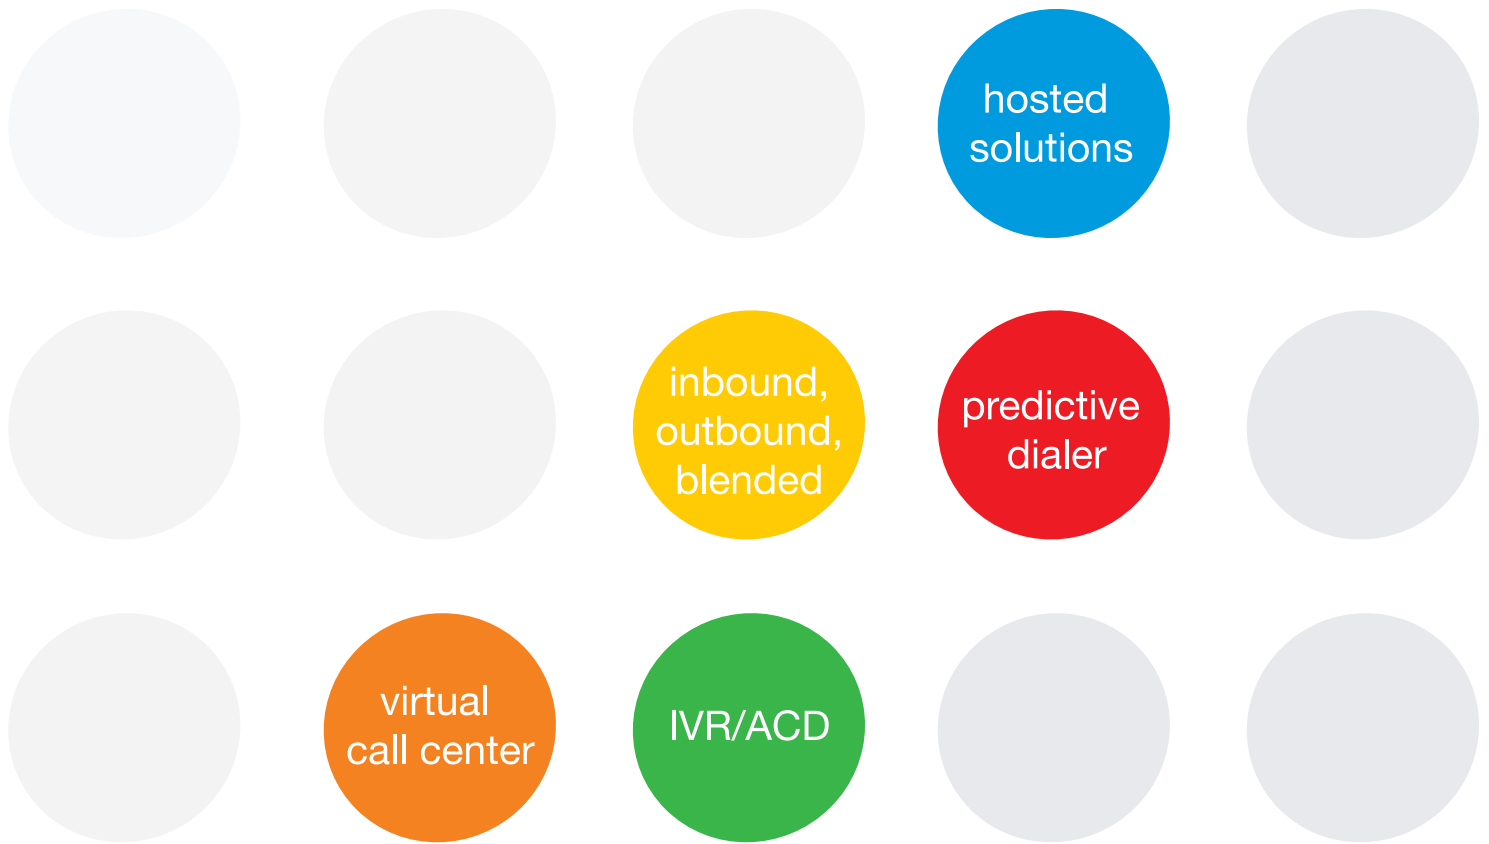 hosted
solutions
inbound,
outbound,
blended
predictive
dialer
virtual
call center
IVR/ACD